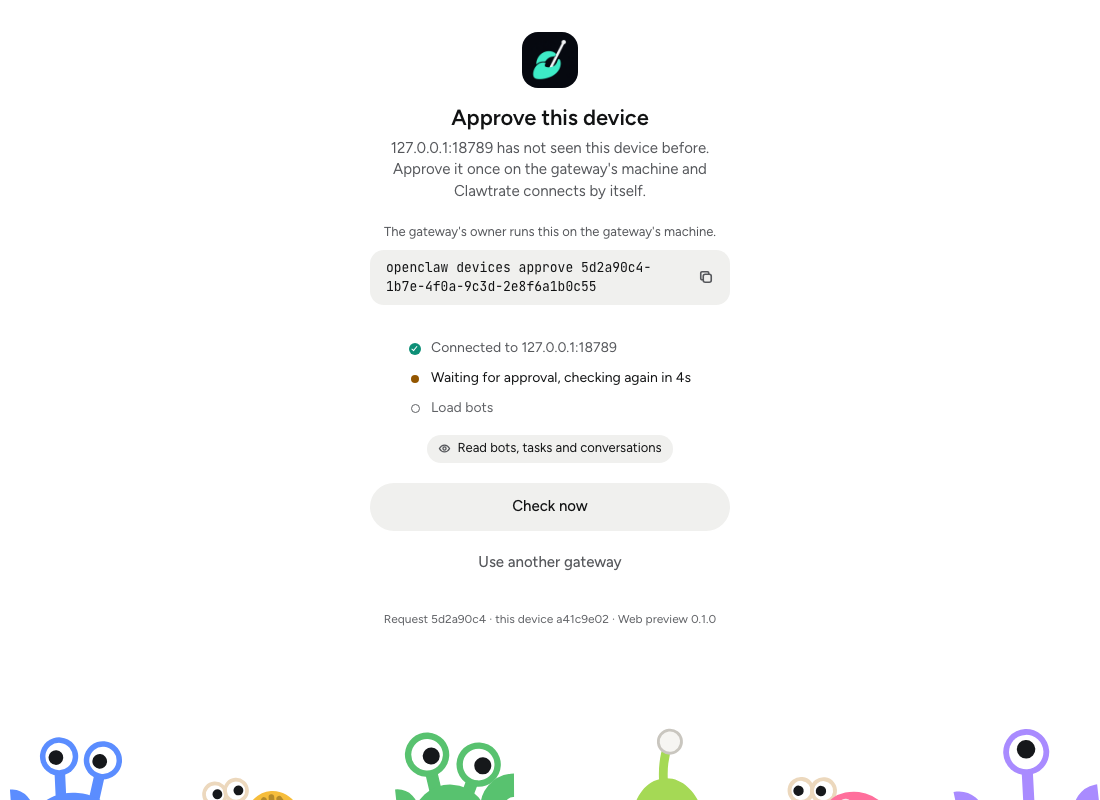 Approve this device
127.0.0.1:18789 has not seen this device before.
Approve it once on the gateway's machine and
Clawtrate connects by itself.
The gateway's owner runs this on the gateway's machine.
openclaw devices approve 5d2a90c4-
1b7e-4f0a-9c3d-2e8f6a1b0c55
Connected to 127.0.0.1:18789
Waiting for approval, checking again in 4s
Load bots
Read bots, tasks and conversations
Check now
Use another gateway
Request 5d2a90c4 · this device a41c9e02 · Web preview 0.1.0